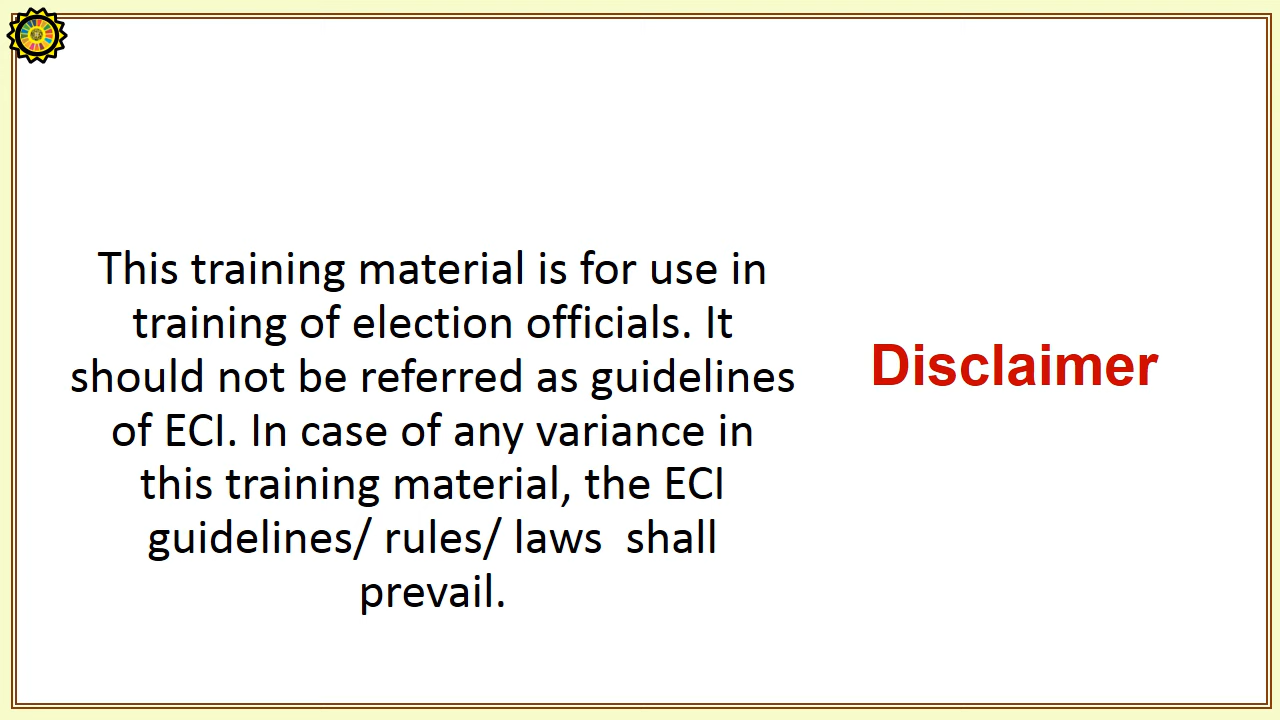 This training material is for use in
training of election officials. It
should not be referred as guidelines
of ECI. In case of any variance in
this training material, the ECI
guidelines/ rules/ laws  shall
prevail.
Disclaimer